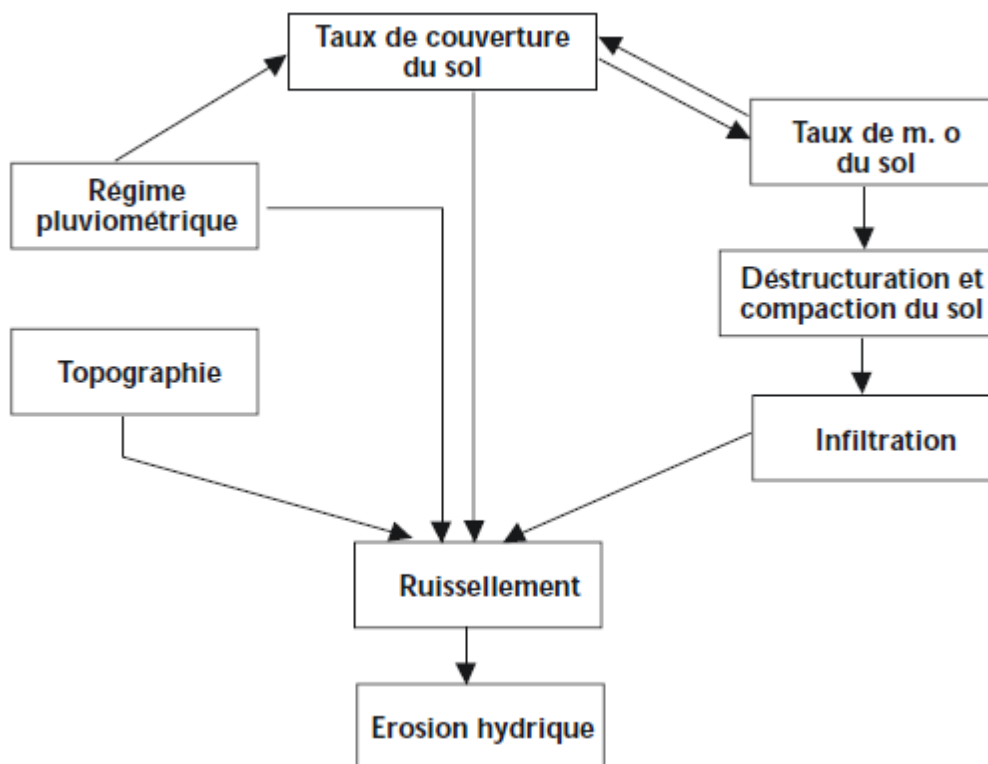 Taux de couverture
du sol
Taux de m. o
du sol
Régime
pluviométrique
Déstructuration et
compaction du sol
Topographie
Infiltration
Ruissellement
Erosion hydrique